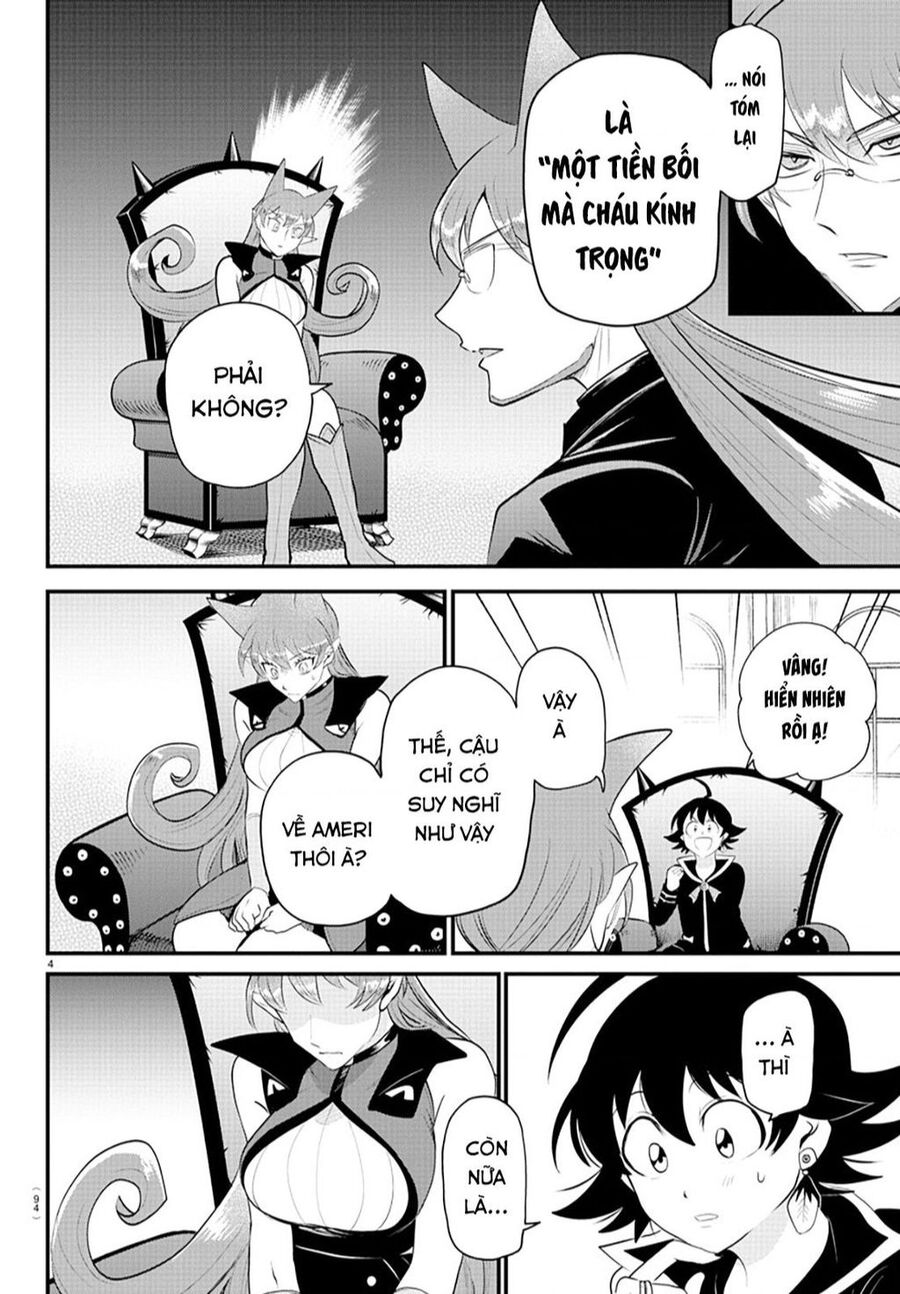 ... NÓI
TÓM
LẠI
LÀ
“MỘT TIỀN BỐI
MÀ CHÁU KÍNH
TRỌNG”
PHẢI
KHÔNG?
VÂNG!
HIỂN NHIÊN
RỒI Ạ!
VẬY
À
THẾ, CẬU
CHỈ CÓ
SUY NGHĨ
NHƯ VẬY
VỀ AMERI
THÔI À?
4
... À
THÌ
CÒN
NỮA
LÀ...
(94)